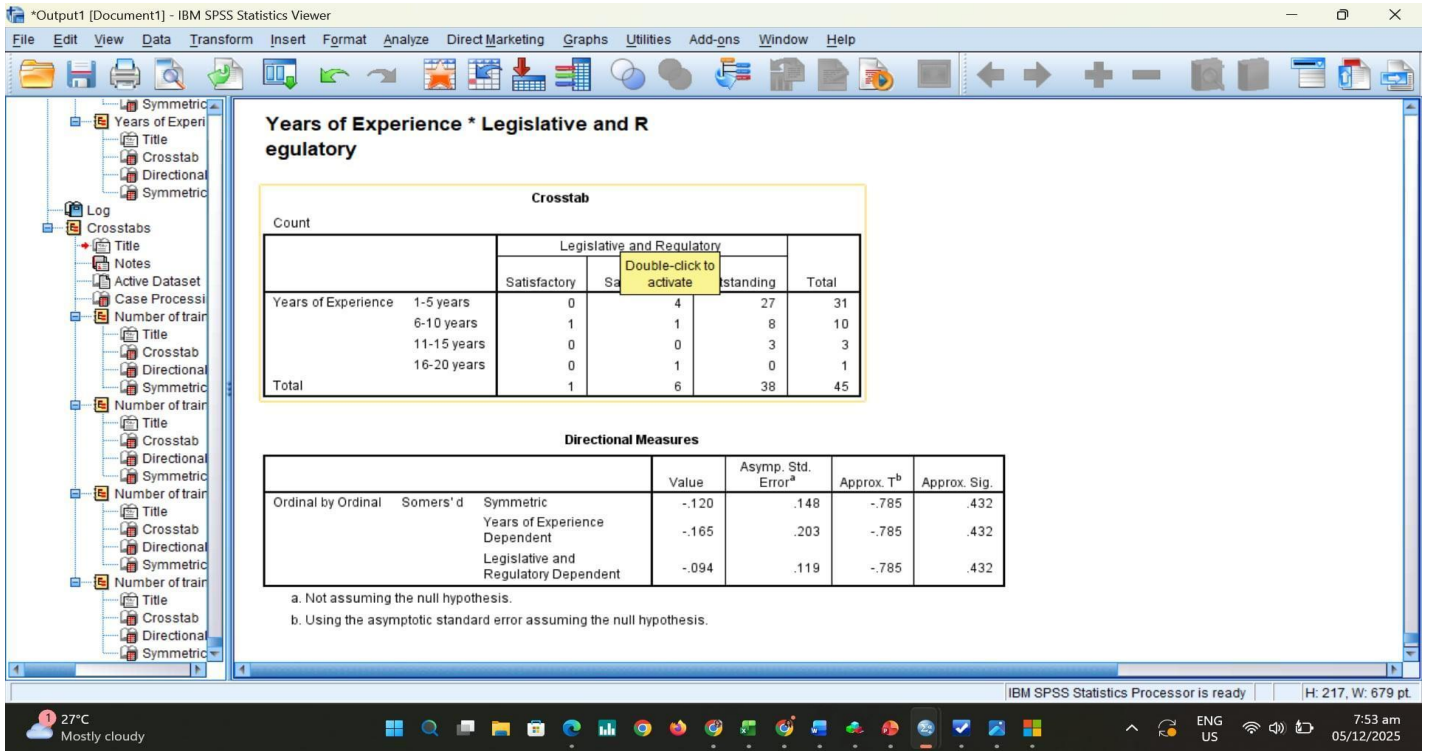 *Output1 [Document1] - IBM SPSS Statistics Viewer
File Edit View Data Transform Insert Format Analyze Direct Marketing Graphs Utilities Add-ons Window Help
Symmetric
Years of Experi
Title
Crosstab
Directional
Symmetric
Log
Crosstabs
Title
Notes
Active Dataset
Case Processi
Number of train
Title
Crosstab
Directional
Symmetric
Number of train
Title
Crosstab
Directional
Symmetric
Number of train
Title
Crosstab
Directional
Symmetric
Number of train
Title
Crosstab
Directional
Symmetric
Years of Experience * Legislative and R
egulatory
Crosstab
Count
Legislative and Regulatory
Double-click to
activate
Satisfactory Sa tstanding Total
Years of Experience 1-5 years 0 4 27 31
6-10 years 1 1 8 10
11-15 years 0 0 3 3
16-20 years 0 1 0 1
Total 1 6 38 45
Directional Measures
Value Asymp. Std. Error^a Approx. T^b Approx. Sig.
Ordinal by Ordinal Somers' d Symmetric -.120 .148 -.785 .432
Years of Experience
Dependent -.165 .203 -.785 .432
Legislative and
Regulatory Dependent -.094 .119 -.785 .432
a. Not assuming the null hypothesis.
b. Using the asymptotic standard error assuming the null hypothesis.
IBM SPSS Statistics Processor is ready H: 217, W: 679 pt.
1 27°C
Mostly cloudy
ENG
US
7:53 am
05/12/2025